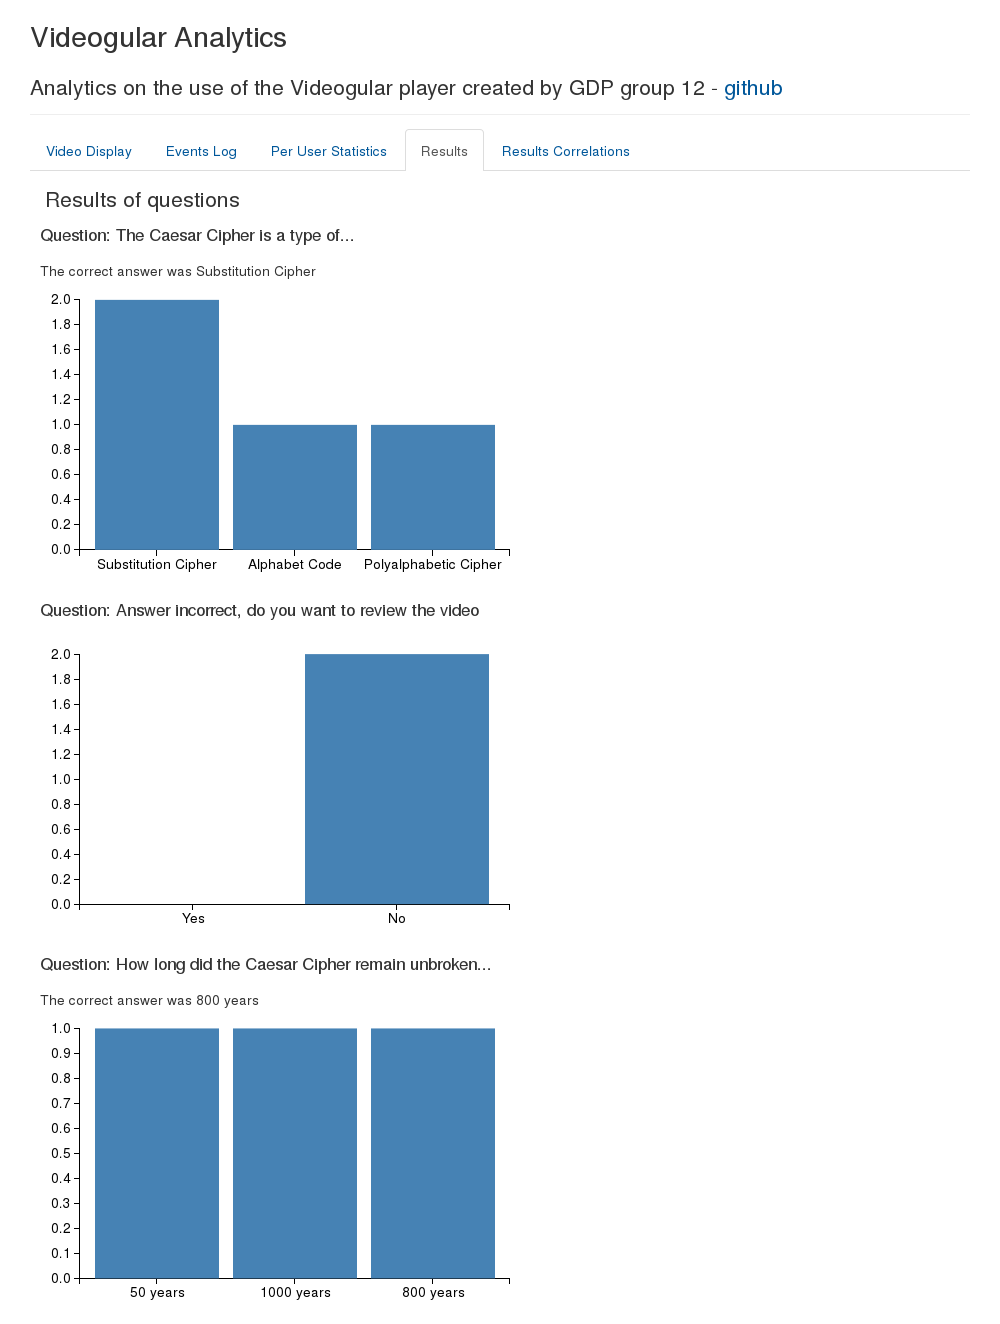 Videogular Analytics
Analytics on the use of the Videogular player created by GDP group 12 - github
Video Display Events Log Per User Statistics Results Results Correlations
Results of questions
Question: The Caesar Cipher is a type of...
The correct answer was Substitution Cipher
2.0
1.8
1.6
1.4
1.2
1.0
0.8
0.6
0.4
0.2
0.0
Substitution Cipher Alphabet Code Polyalphabetic Cipher
Question: Answer incorrect, do you want to review the video
2.0
1.8
1.6
1.4
1.2
1.0
0.8
0.6
0.4
0.2
0.0
Yes No
Question: How long did the Caesar Cipher remain unbroken...
The correct answer was 800 years
1.0
0.9
0.8
0.7
0.6
0.5
0.4
0.3
0.2
0.1
0.0
50 years 1000 years 800 years